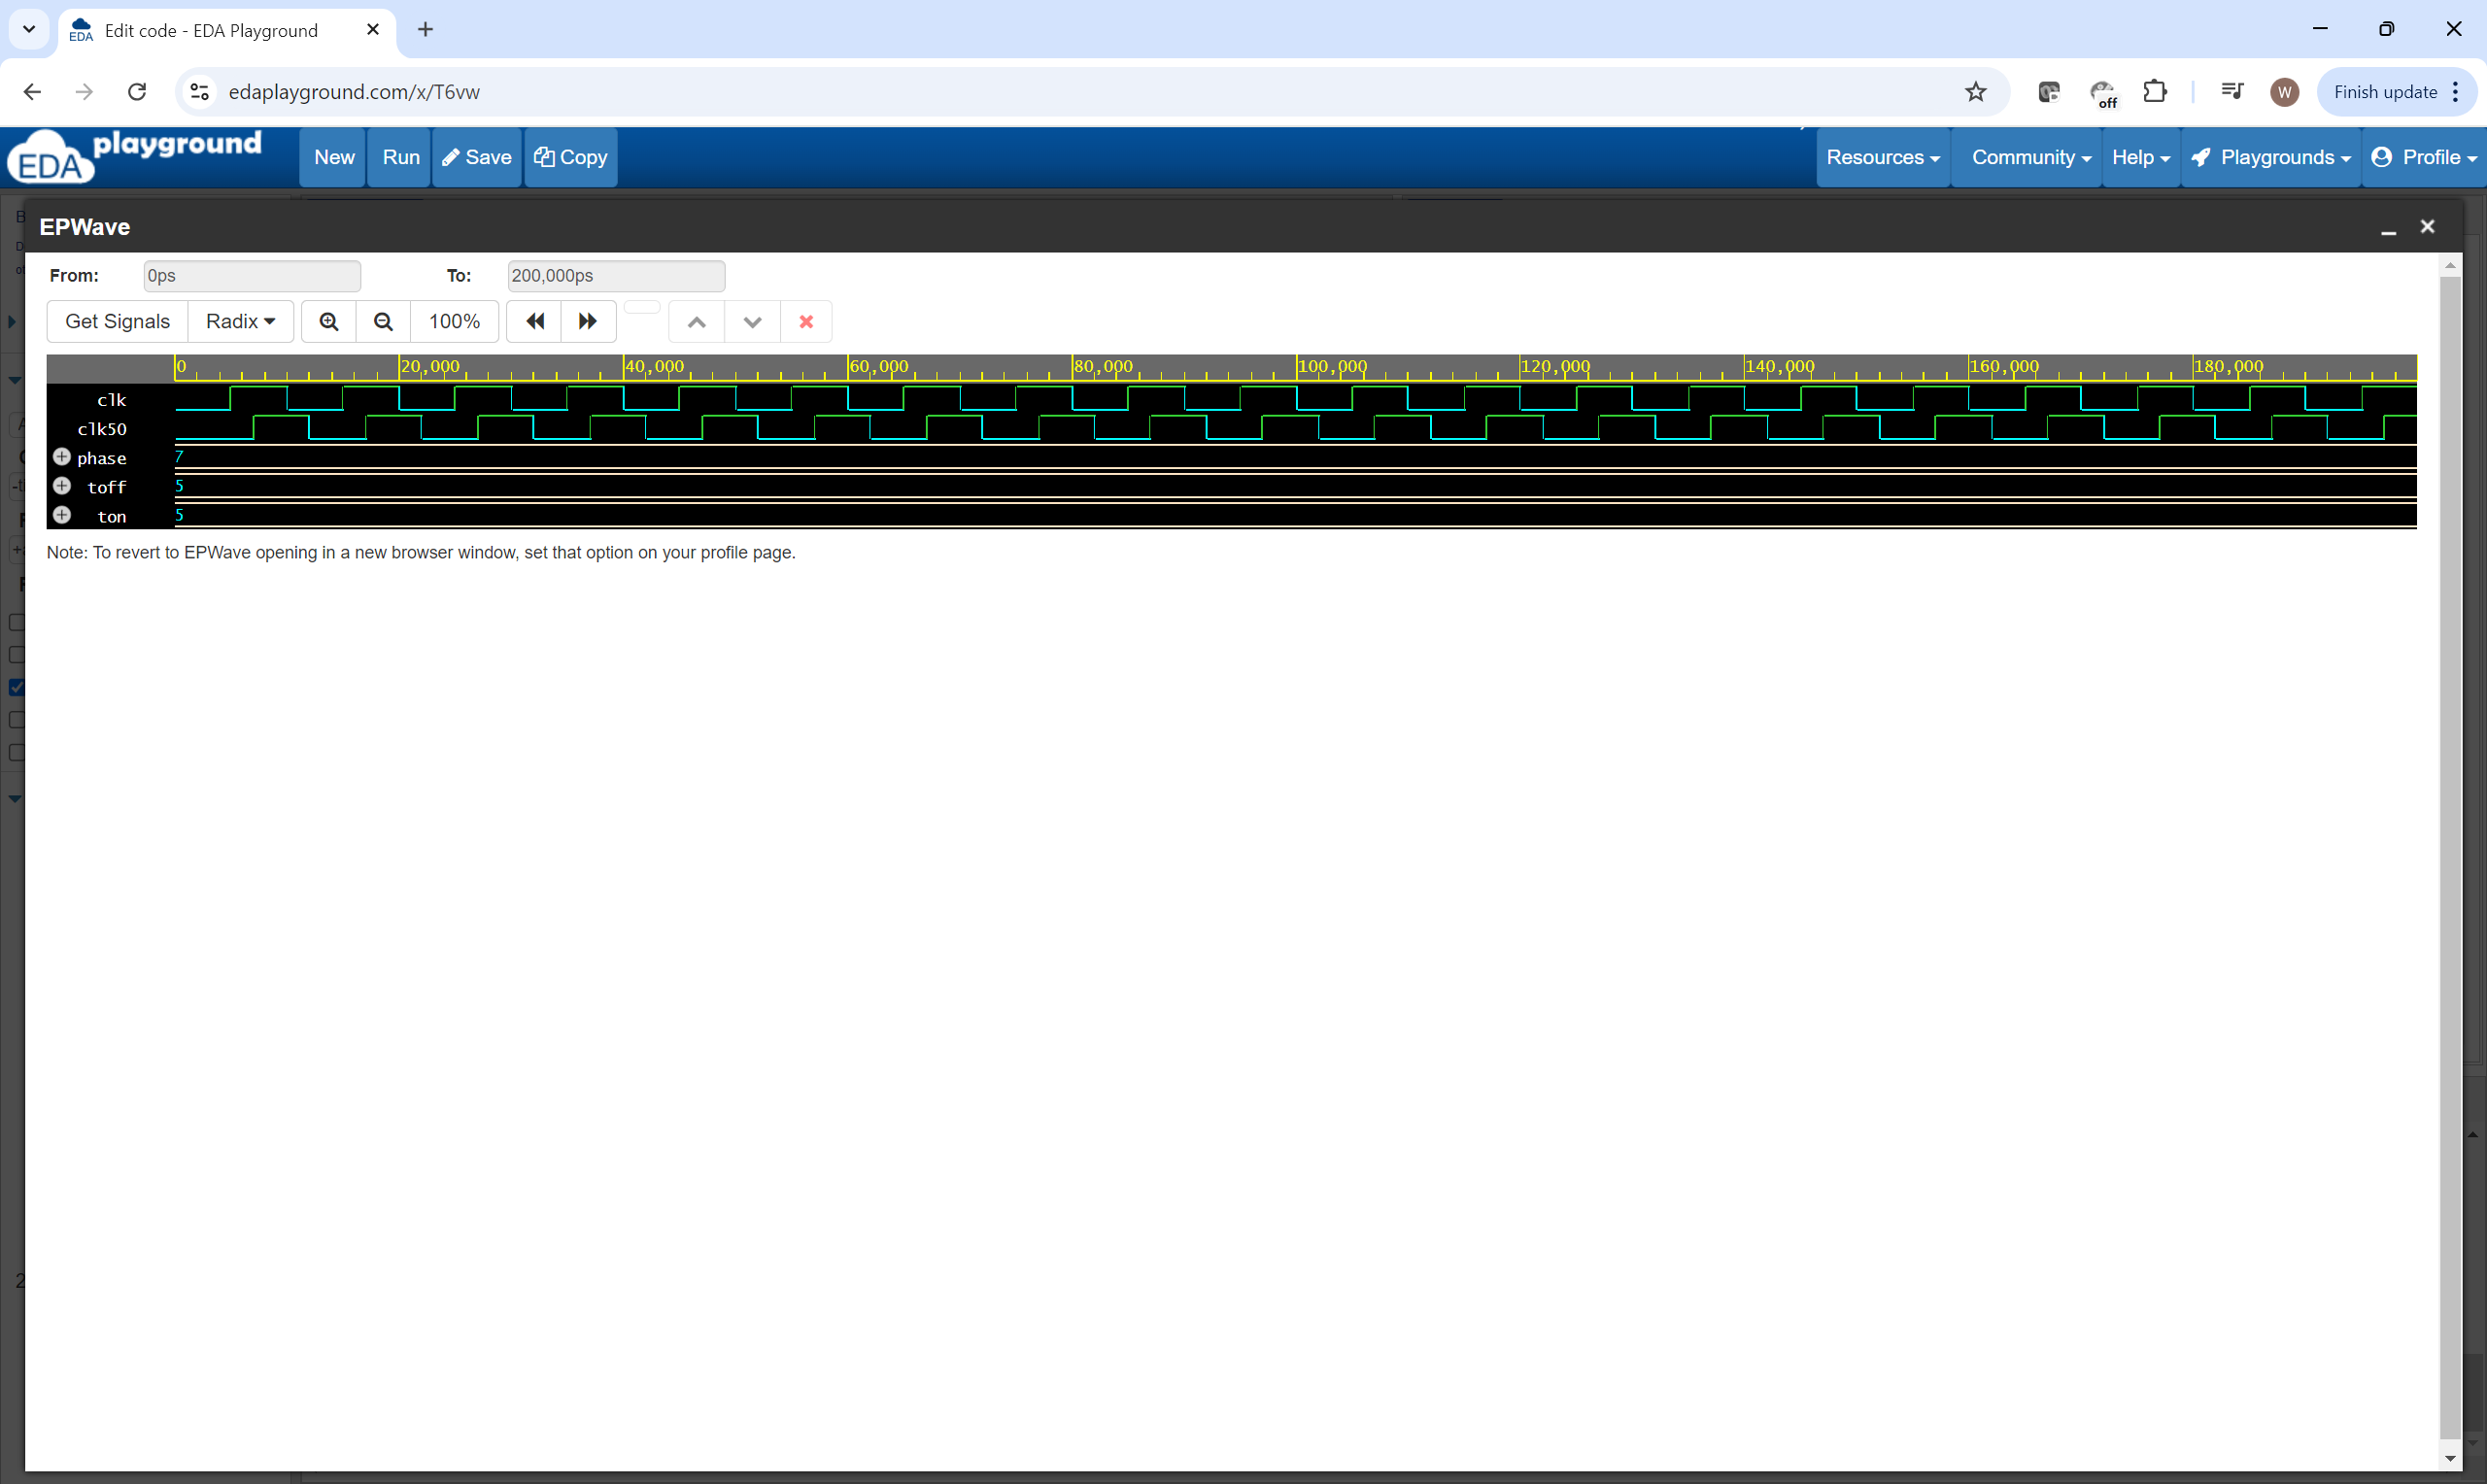 Edit code - EDA Playground
edaplayground.com/x/T6vw
off
W
Finish update
EDA playground
New Run Save Copy
Resources Community Help Playgrounds Profile
EPWave
From: 0ps To: 200,000ps
Get Signals Radix 100%
0 20,000 40,000 60,000 80,000 100,000 120,000 140,000 160,000 180,000
clk
clk50
phase 7
toff 5
ton 5
Note: To revert to EPWave opening in a new browser window, set that option on your profile page.